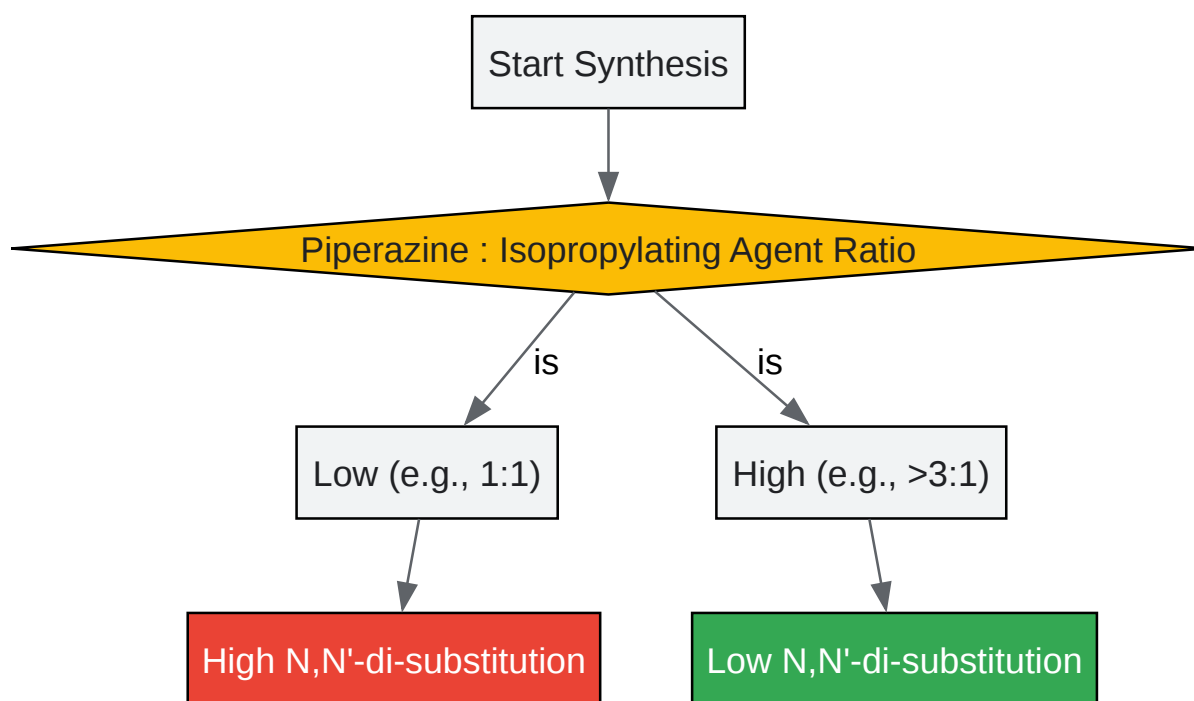 Start Synthesis
Piperazine : Isopropylating Agent Ratio
is
is
Low (e.g., 1:1)
High (e.g., >3:1)
High N,N'-di-substitution
Low N,N'-di-substitution